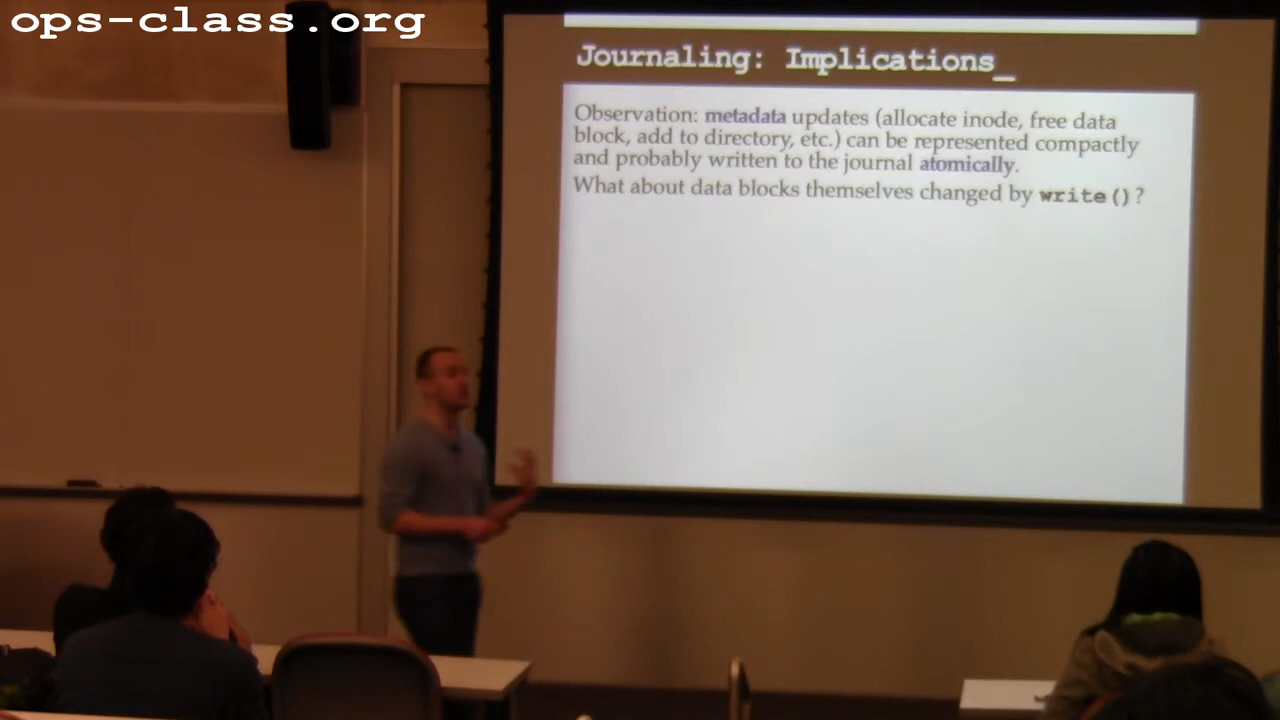 ops-class.org
Journaling: Implications_
Observation: metadata updates (allocate inode, free data
block, add to directory, etc.) can be represented compactly
and probably written to the journal atomically.
What about data blocks themselves changed by write()?